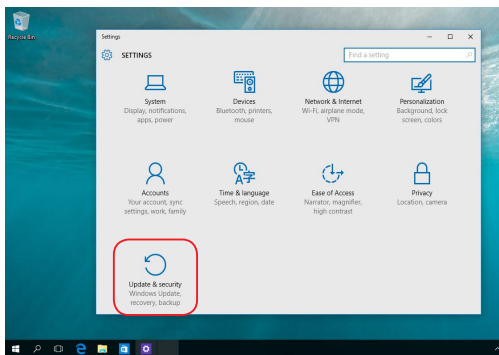 Recycle Bin
Settings
SETTINGS
Find a setting
System
Display, notifications,
apps, power
Devices
Bluetooth, printers,
mouse
Network & Internet
Wi-Fi, airplane mode,
VPN
Personalization
Background, lock
screen, colors
Accounts
Your account, sync
settings, work, family
Time & language
Speech, region, date
Ease of Access
Narrator, magnifier,
high contrast
Privacy
Location, camera
Update & security
Windows Update,
recovery, backup